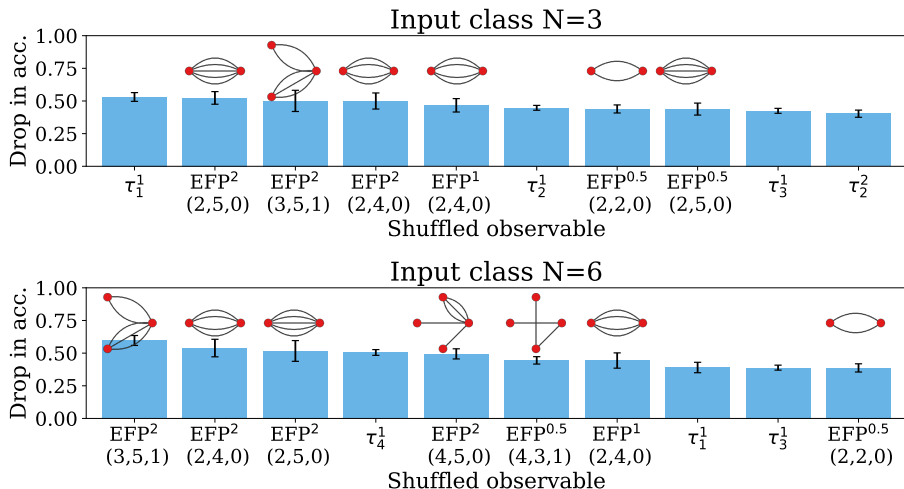 Input class N=3
Drop in acc.
1.00
0.75
0.50
0.25
0.00
τ₁¹ EFP² EFP² EFP² EFP¹ τ₂¹ EFP⁰·⁵ EFP⁰·⁵ τ₃¹ τ₂²
(2,5,0) (3,5,1) (2,4,0) (2,4,0) (2,2,0) (2,5,0)
Shuffled observable
Input class N=6
Drop in acc.
1.00
0.75
0.50
0.25
0.00
EFP² EFP² EFP² τ₄¹ EFP² EFP⁰·⁵ EFP¹ τ₁¹ τ₃¹ EFP⁰·⁵
(3,5,1) (2,4,0) (2,5,0) (4,5,0) (4,3,1) (2,4,0) (2,2,0)
Shuffled observable